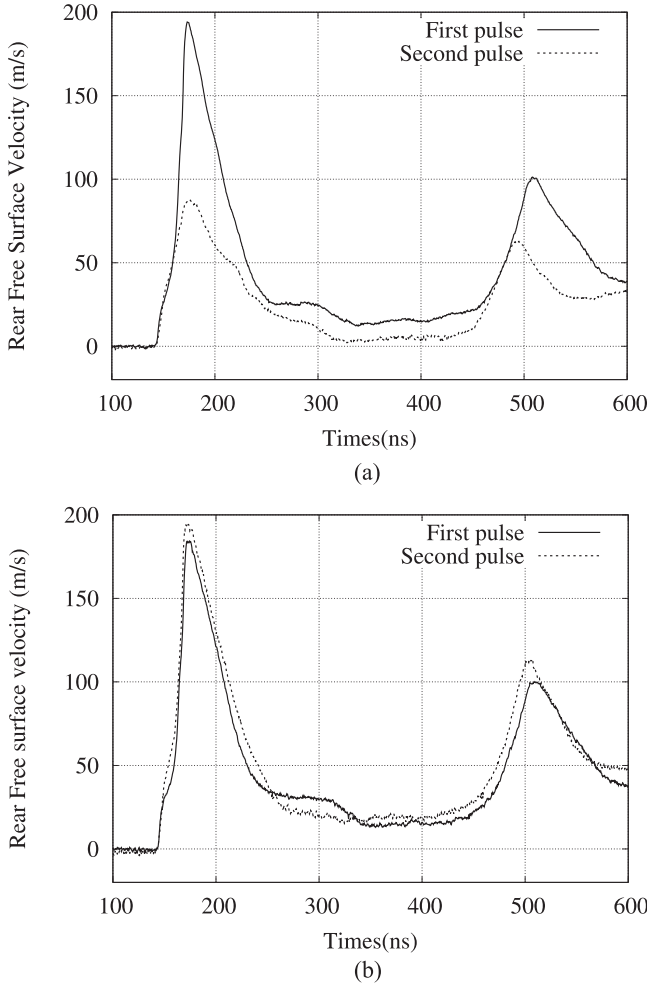 200
150
100
50
0
Rear Free Surface Velocity (m/s)
First pulse
Second pulse
100 200 300 400 500 600
Times(ns)
(a)
200
150
100
50
0
Rear Free surface velocity (m/s)
First pulse
Second pulse
100 200 300 400 500 600
Times(ns)
(b)